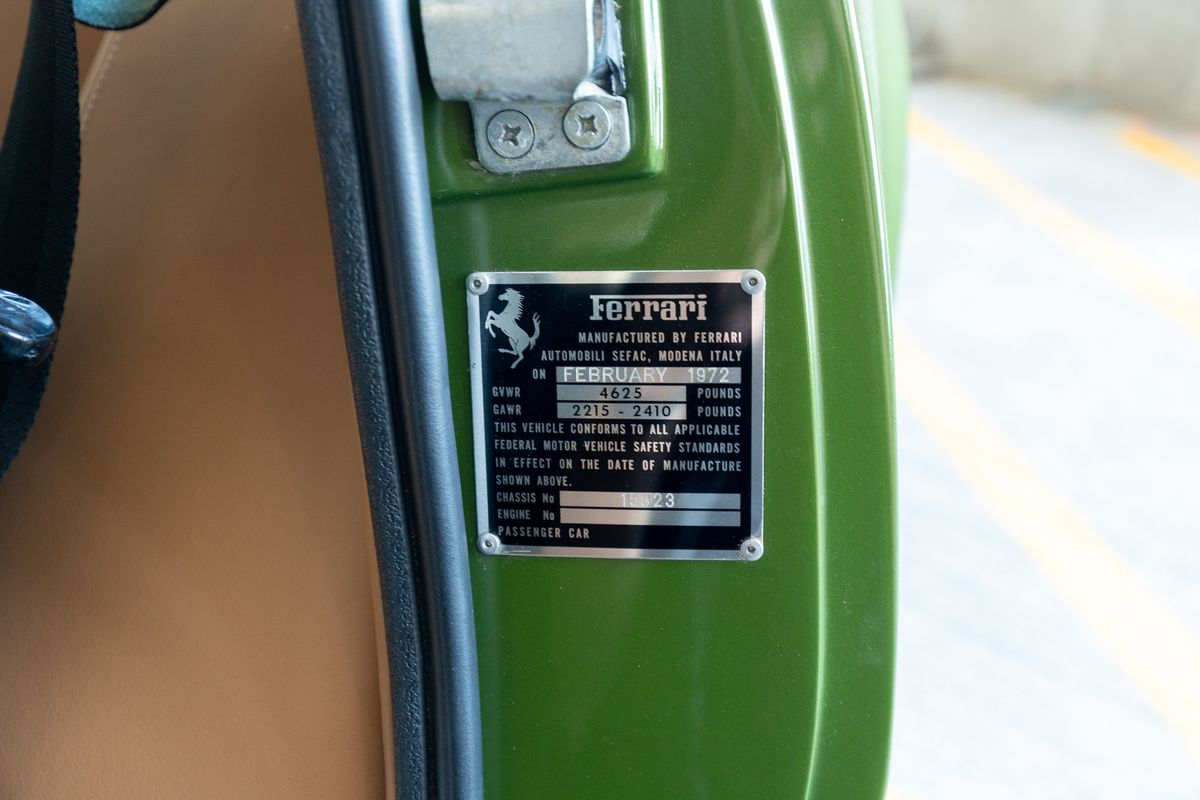 Ferrari
MANUFACTURED BY FERRARI
AUTOMOBILI SEFAC, MODENA ITALY
ON FEBRUARY 1972
GVWR 4625 POUNDS
GAWR 2215 - 2410 POUNDS
THIS VEHICLE CONFORMS TO ALL APPLICABLE
FEDERAL MOTOR VEHICLE SAFETY STANDARDS
IN EFFECT ON THE DATE OF MANUFACTURE
SHOWN ABOVE.
CHASSIS No
ENGINE No
PASSENGER CAR